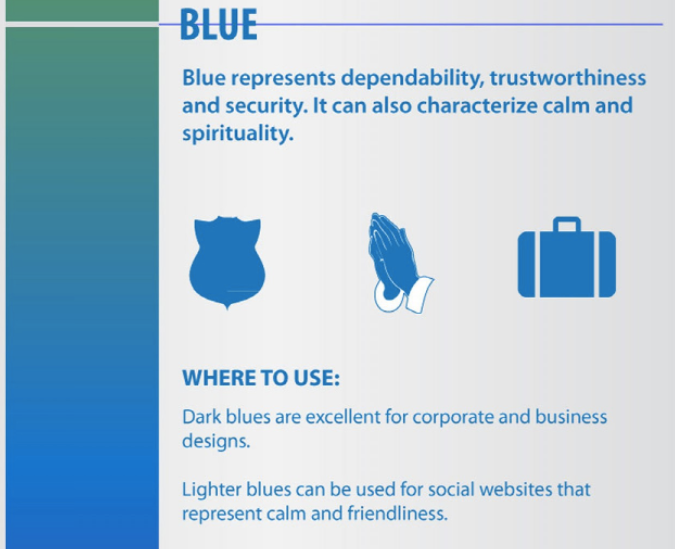 BLUE
Blue represents dependability, trustworthiness
and security. It can also characterize calm and
spirituality.
WHERE TO USE:
Dark blues are excellent for corporate and business
designs.
Lighter blues can be used for social websites that
represent calm and friendliness.